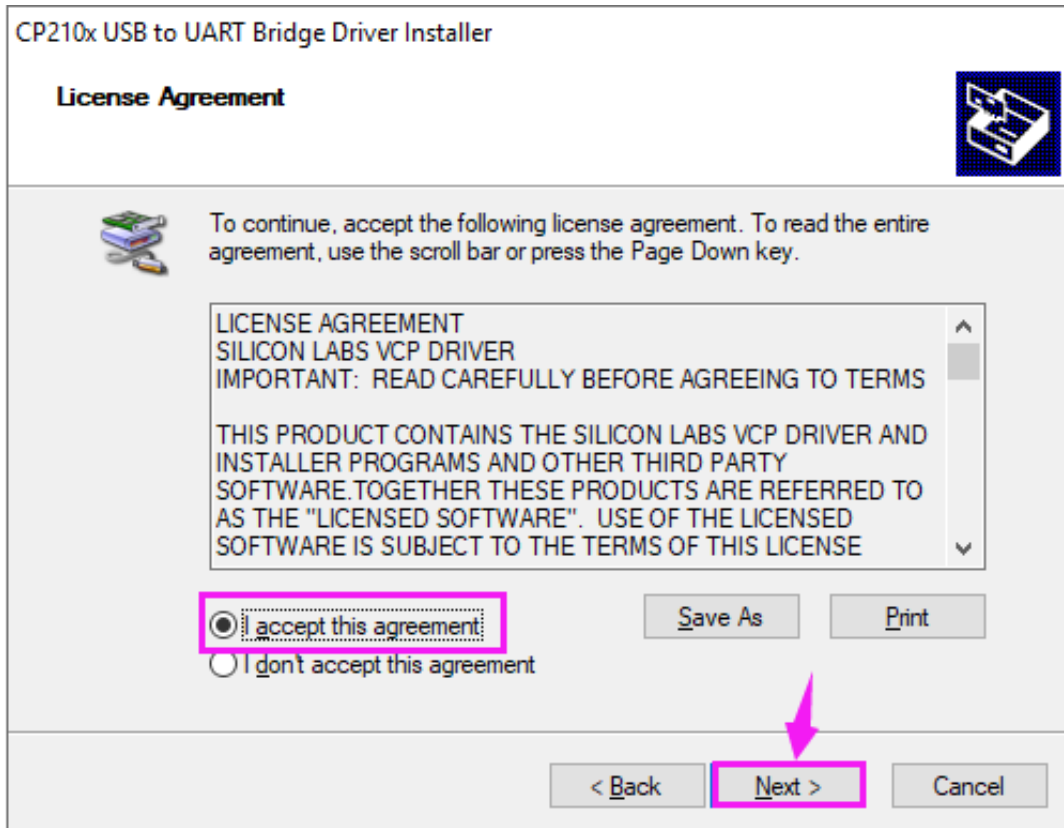 CP210x USB to UART Bridge Driver Installer
License Agreement
To continue, accept the following license agreement. To read the entire
agreement, use the scroll bar or press the Page Down key.
LICENSE AGREEMENT
SILICON LABS VCP DRIVER
IMPORTANT:  READ CAREFULLY BEFORE AGREEING TO TERMS
THIS PRODUCT CONTAINS THE SILICON LABS VCP DRIVER AND
INSTALLER PROGRAMS AND OTHER THIRD PARTY
SOFTWARE.TOGETHER THESE PRODUCTS ARE REFERRED TO
AS THE "LICENSED SOFTWARE".  USE OF THE LICENSED
SOFTWARE IS SUBJECT TO THE TERMS OF THIS LICENSE
I accept this agreement
Save As
Print
I don't accept this agreement
< Back
Next >
Cancel